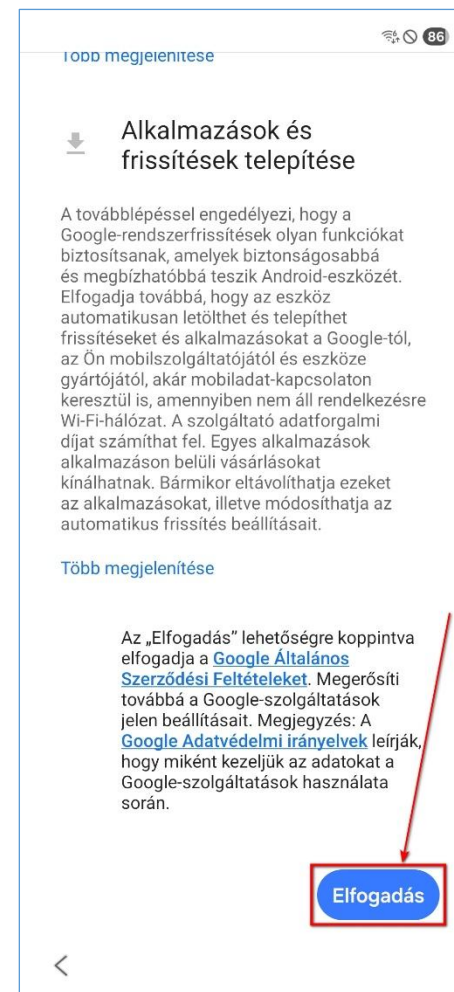 86
Több megjelenítése
Alkalmazások és
frissítések telepítése
A továbblépéssel engedélyezi, hogy a
Google-rendszerfrissítések olyan funkciókat
biztosítsanak, amelyek biztonságosabbá
és megbízhatóbbá teszik Android-eszközét.
Elfogadja továbbá, hogy az eszköz
automatikusan letölthet és telepíthet
frissítéseket és alkalmazásokat a Google-tól,
az Ön mobilszolgáltatójától és eszköze
gyártójától, akár mobiladat-kapcsolaton
keresztül is, amennyiben nem áll rendelkezésre
Wi-Fi-hálózat. A szolgáltató adatforgalmi
díjat számíthat fel. Egyes alkalmazások
alkalmazáson belüli vásárlásokat
kínálhatnak. Bármikor eltávolíthatja ezeket
az alkalmazásokat, illetve módosíthatja az
automatikus frissítés beállításait.
Több megjelenítése
Az „Elfogadás” lehetőségre koppintva
elfogadja a Google Általános
Szerződési Feltételeket. Megerősíti
továbbá a Google-szolgáltatások
jelen beállításait. Megjegyzés: A
Google Adatvédelmi irányelvek leírják,
hogy miként kezeljük az adatokat a
Google-szolgáltatások használata
során.
Elfogadás